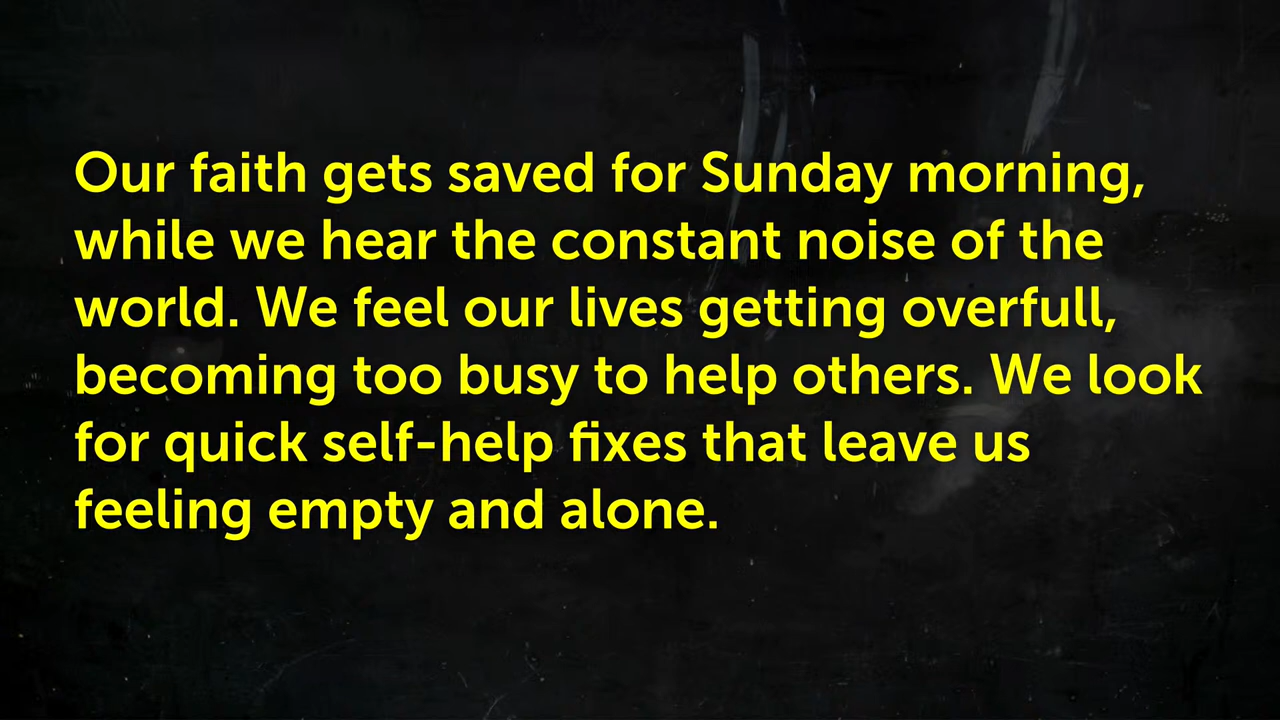 Our faith gets saved for Sunday morning,
while we hear the constant noise of the
world. We feel our lives getting overfull,
becoming too busy to help others. We look
for quick self-help fixes that leave us
feeling empty and alone.